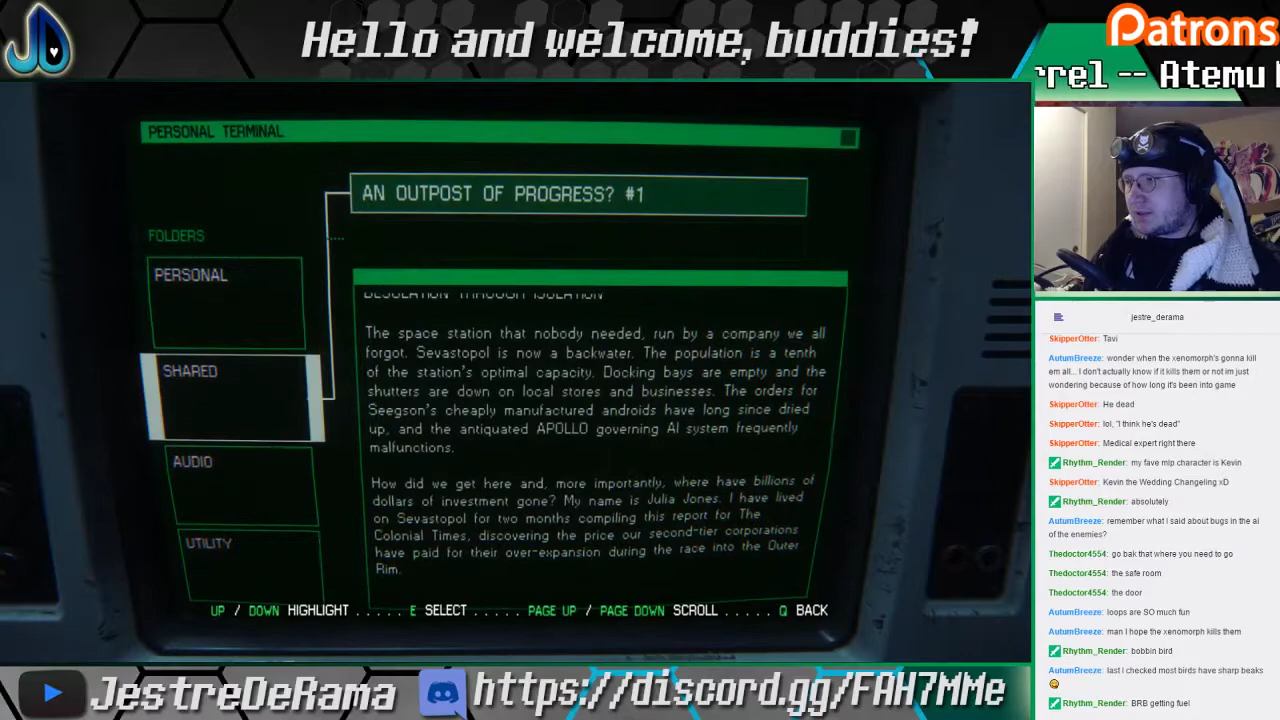 Hello and welcome, buddies!
Patrons
rrel -- Atemu
PERSONAL TERMINAL
AN OUTPOST OF PROGRESS? #1
FOLDERS
PERSONAL
SHARED
AUDIO
UTILITY
DESOLATION THROUGH ISOLATION
The space station that nobody needed, run by a company we all
forgot. Sevastopol is now a backwater. The population is a tenth
of the station's optimal capacity. Docking bays are empty and the
shutters are down on local stores and businesses. The orders for
Seegson's cheaply manufactured androids have long since dried
up, and the antiquated APOLLO governing AI system frequently
malfunctions.
How did we get here and, more importantly, where have billions of
dollars of investment gone? My name is Julia Jones. I have lived
on Sevastopol for two months compiling this report for The
Colonial Times, discovering the price our second-tier corporations
have paid for their over-expansion during the race into the Outer
Rim.
UP / DOWN HIGHLIGHT . . . . . E SELECT . . . . . PAGE UP / PAGE DOWN SCROLL . . . . . Q BACK
jestre_derama
SkipperOtter: Tavi
AutumBreeze: wonder when the xenomorph's gonna kill
em all... I don't actually know if it kills them or not im just
wondering because of how long it's been into game
SkipperOtter: He dead
SkipperOtter: lol, "I think he's dead"
SkipperOtter: Medical expert right there
Rhythm_Render: my fave mlp character is Kevin
SkipperOtter: Kevin the Wedding Changeling xD
Rhythm_Render: absolutely
AutumBreeze: remember what I said about bugs in the ai
of the enemies?
Thedoctor4554: go bak that where you need to go
Thedoctor4554: the safe room
Thedoctor4554: the door
AutumBreeze: loops are SO much fun
AutumBreeze: man I hope the xenomorph kills them
Rhythm_Render: bobbin bird
AutumBreeze: last I checked most birds have sharp beaks
Rhythm_Render: BRB getting fuel
JestreDeRama
https://discord.gg/FAH7MMe